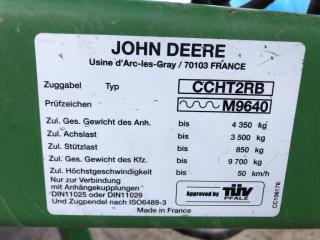 JOHN DEERE
Usine d'Arc-les-Gray / 70103 FRANCE
Zuggabel Typ CCHT2RB
Prüfzeichen M9640
Zul. Ges. Gewicht des Anh. bis 4 350 kg
Zul. Achslast bis 3 500 kg
Zul. Stützlast bis 850 kg
Zul. Ges. Gewicht des Kfz. bis 9 700 kg
Zul. Höchstgeschwindigkeit bis 50 km/h
Nur zur Verbindung
mit Anhängekupplungen
DIN11025 oder DIN11029
Und Zugpendel nach ISO6489-3
Approved by TÜV
PFALZ
Made in France
CC106178